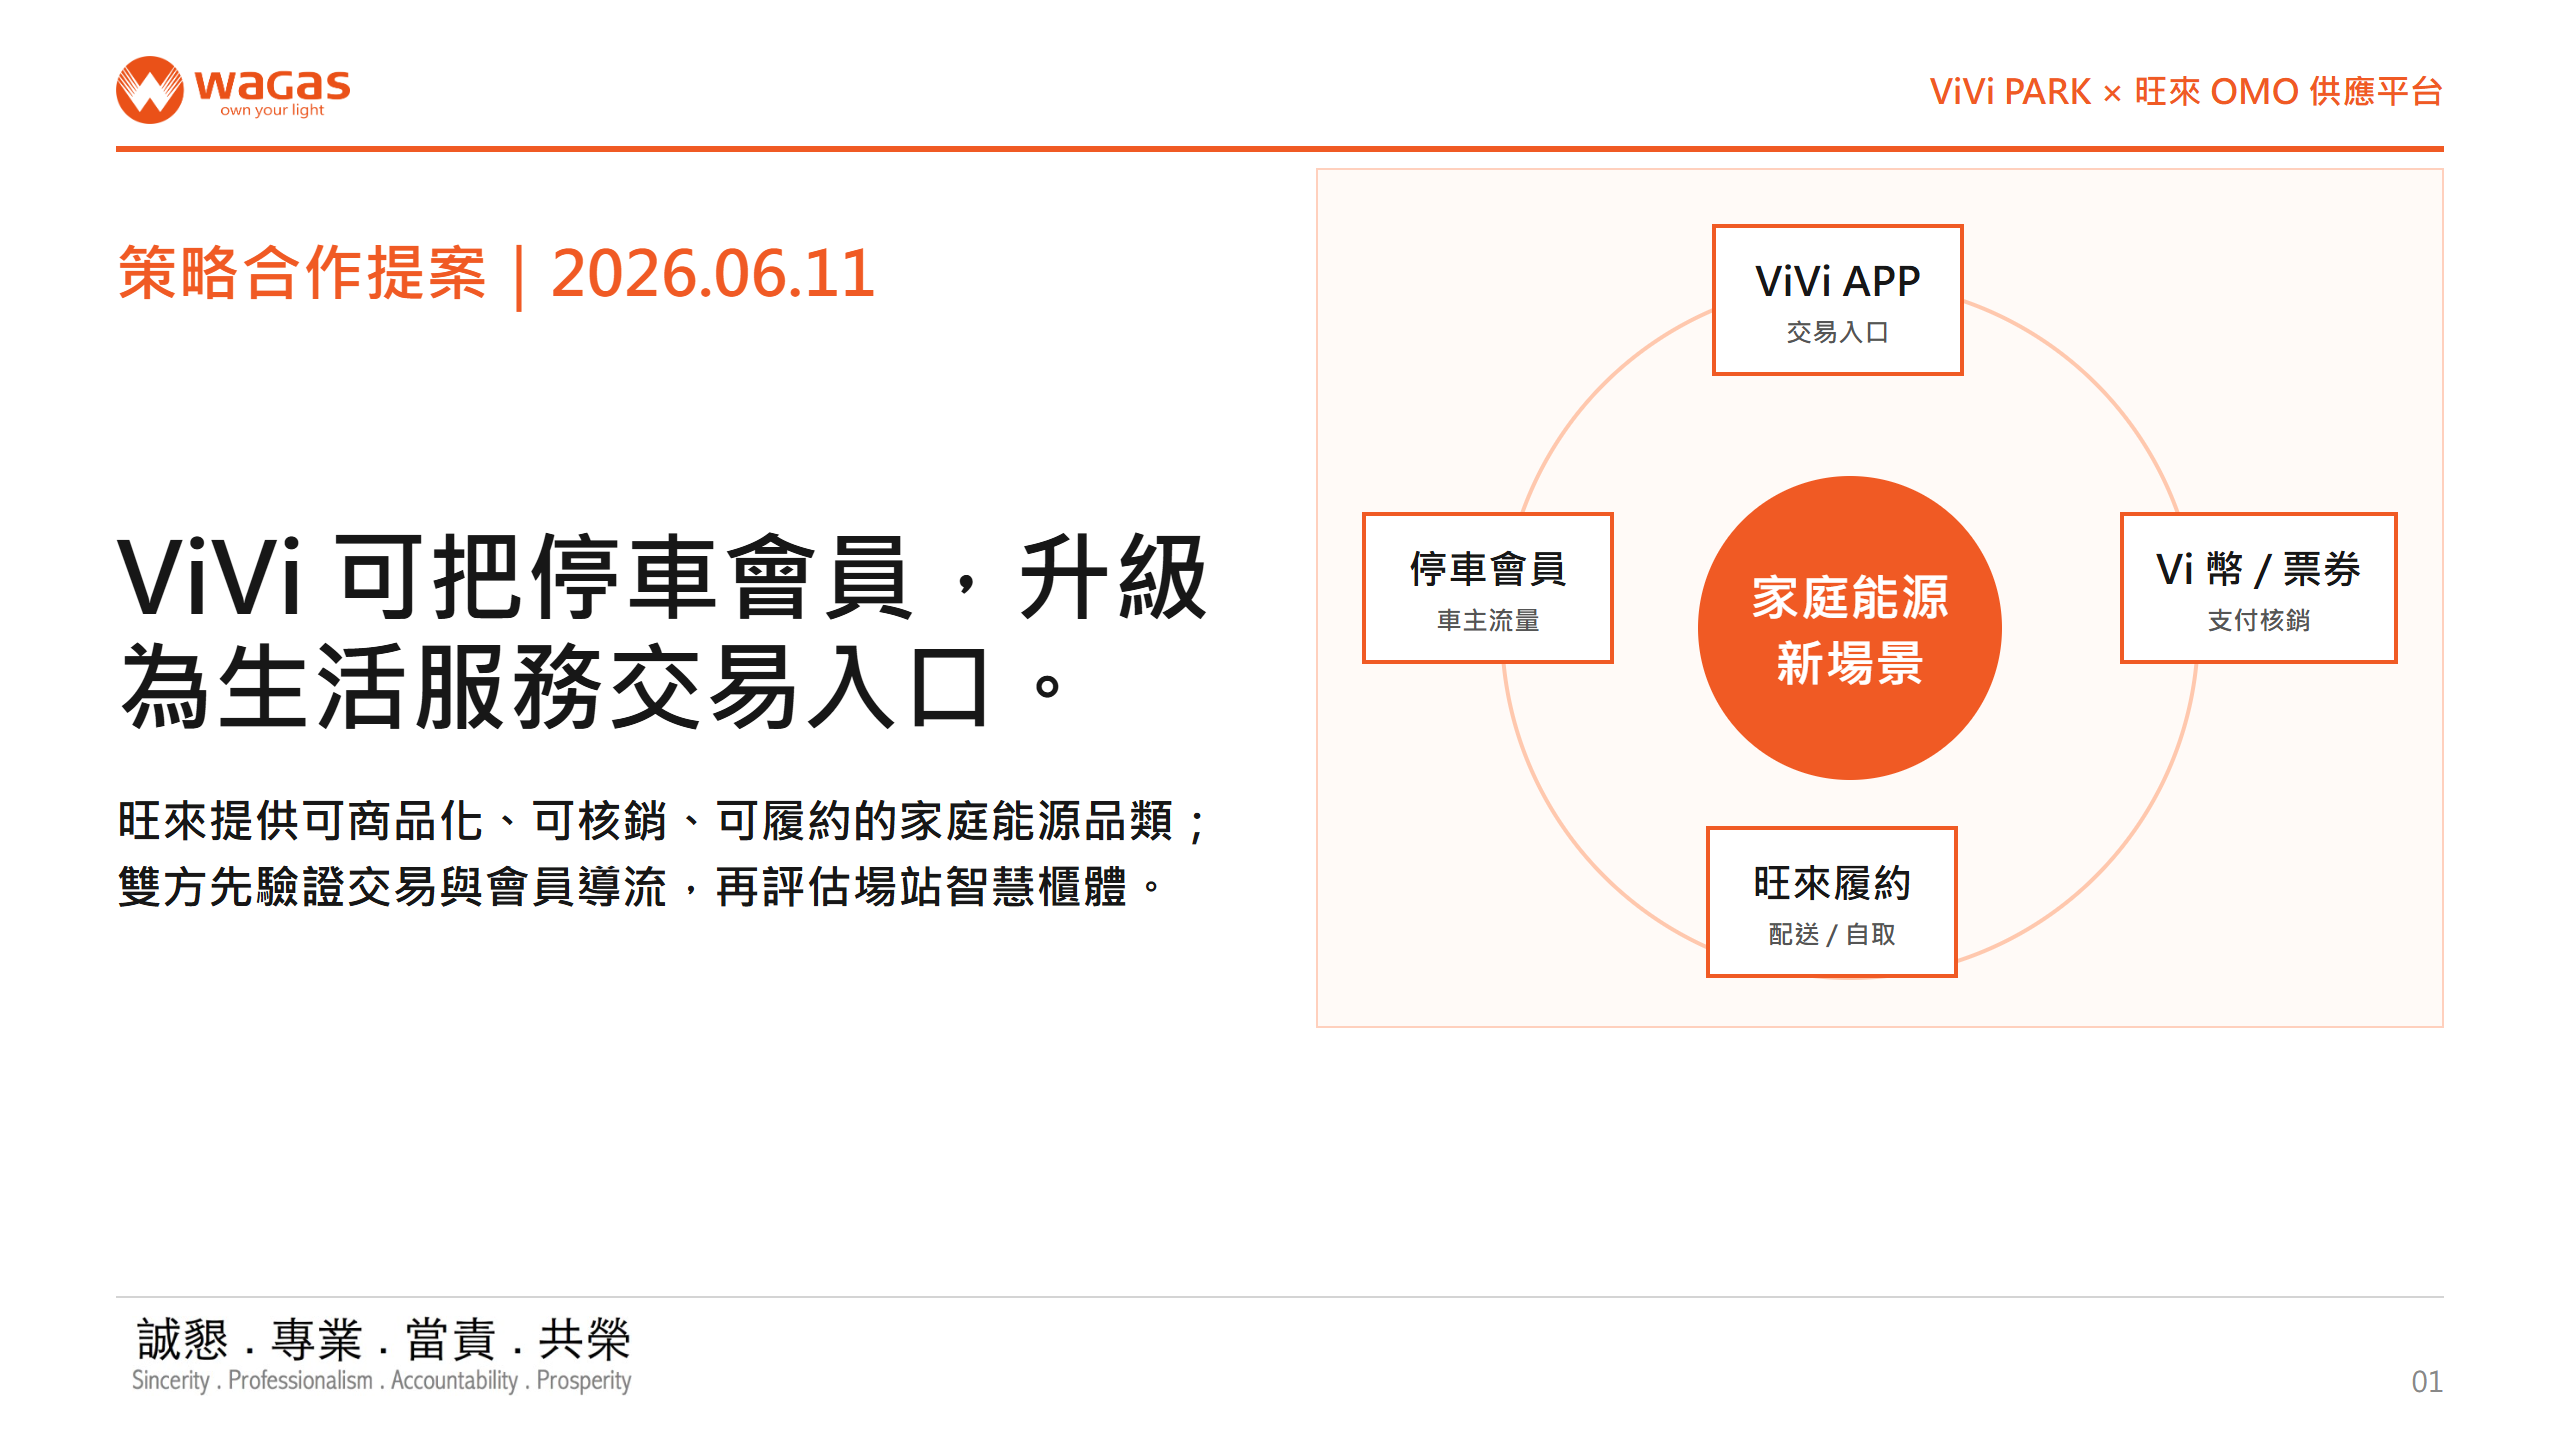 WAGAS
own your light
ViVi PARK × 旺來 OMO 供應平台
策略合作提案｜2026.06.11
ViVi 可把停車會員，升級
為生活服務交易入口。
旺來提供可商品化、可核銷、可履約的家庭能源品類；
雙方先驗證交易與會員導流，再評估場站智慧櫃體。
ViVi APP
交易入口
停車會員
車主流量
家庭能源
新場景
Vi 幣 / 票券
支付核銷
旺來履約
配送 / 自取
誠懇 . 專業 . 當責 . 共榮
Sincerity . Professionalism . Accountability . Prosperity
01